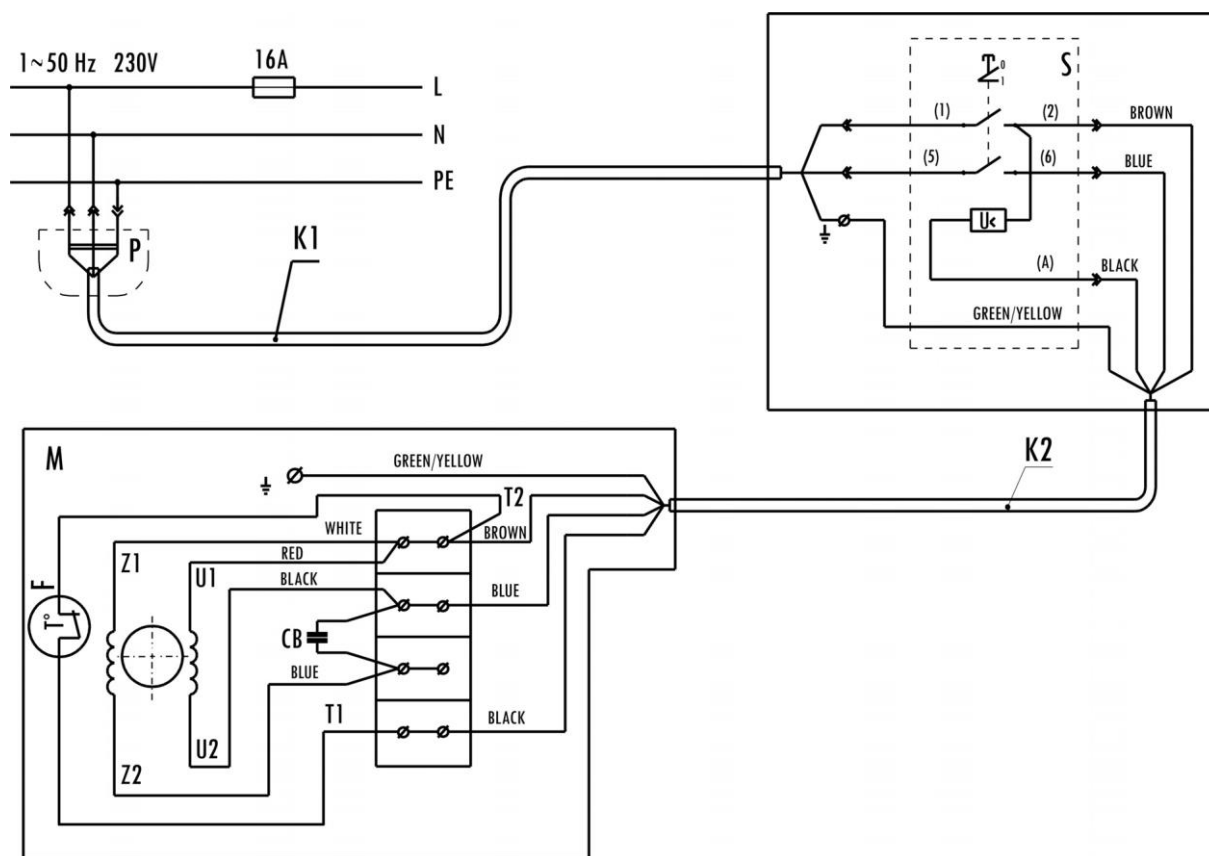 1~50 Hz 230V
16A
L
N
PE
P
K1
S
0
1
(1)
(2)
BROWN
(5)
(6)
BLUE
U<
(A)
BLACK
GREEN/YELLOW
K2
M
GREEN/YELLOW
T2
WHITE
BROWN
Z1
RED
U1
BLACK
BLUE
F
T°
CB
BLUE
T1
BLACK
U2
Z2